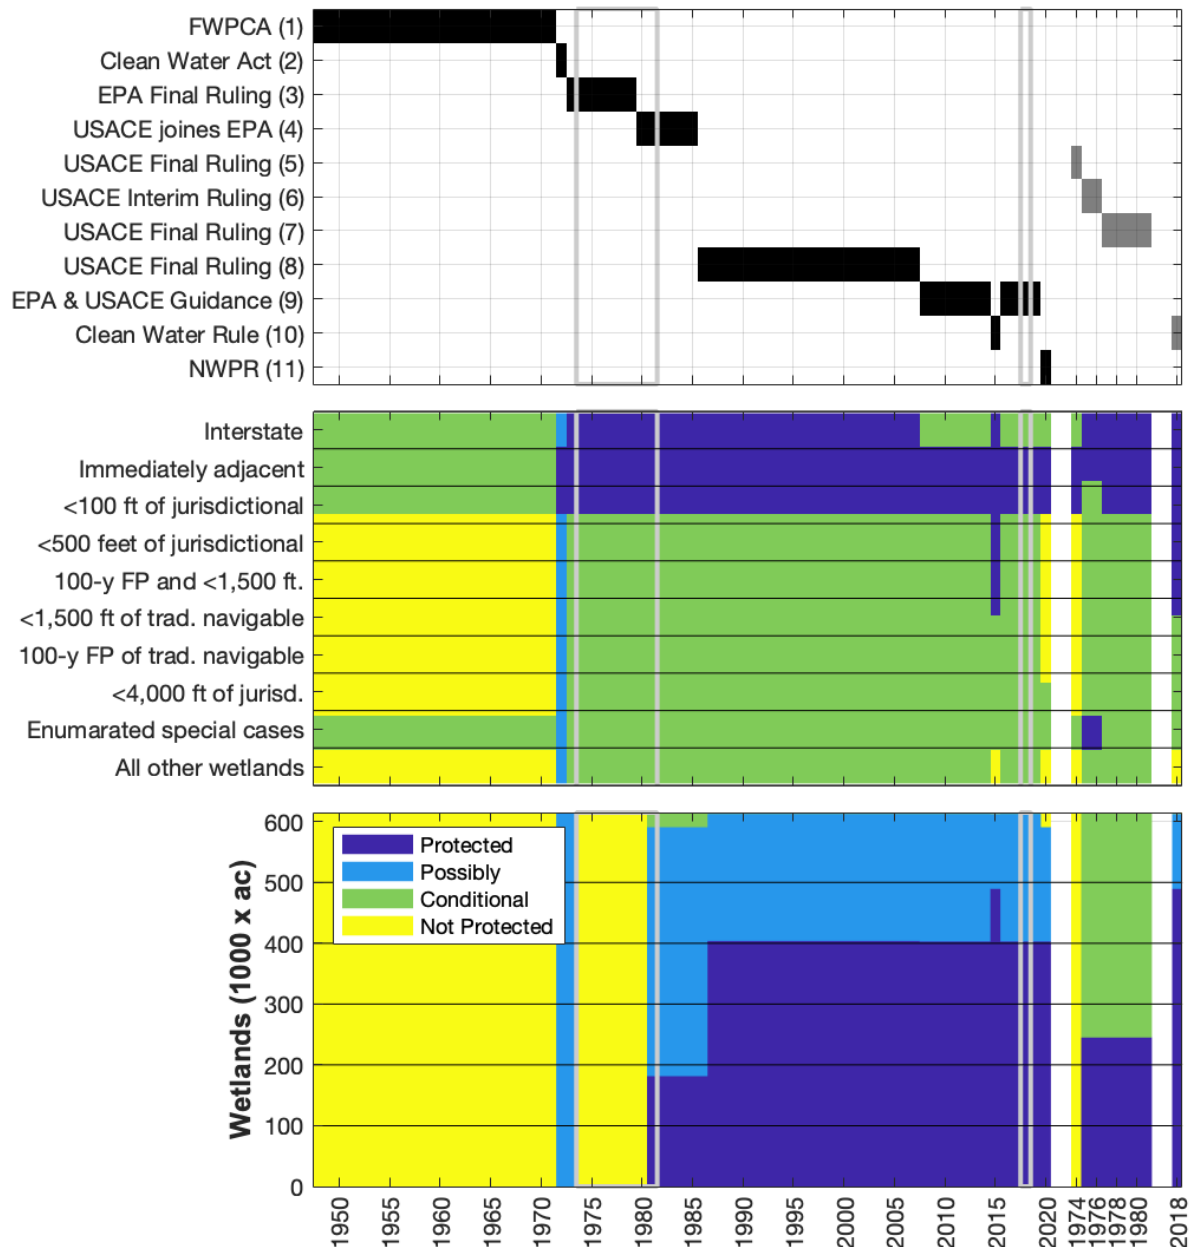 FWPCA (1)
Clean Water Act (2)
EPA Final Ruling (3)
USACE joines EPA (4)
USACE Final Ruling (5)
USACE Interim Ruling (6)
USACE Final Ruling (7)
USACE Final Ruling (8)
EPA & USACE Guidance (9)
Clean Water Rule (10)
NWPR (11)
Interstate
Immediately adjacent
<100 ft of jurisdictional
<500 feet of jurisdictional
100-y FP and <1,500 ft.
<1,500 ft of trad. navigable
100-y FP of trad. navigable
<4,000 ft of jurisd.
Enumarated special cases
All other wetlands
Wetlands (1000 x ac)
600
500
400
300
200
100
0
Protected
Possibly
Conditional
Not Protected
1950
1955
1960
1965
1970
1975
1980
1985
1990
1995
2000
2005
2010
2015
2020
1974
1976
1978
1980
2018